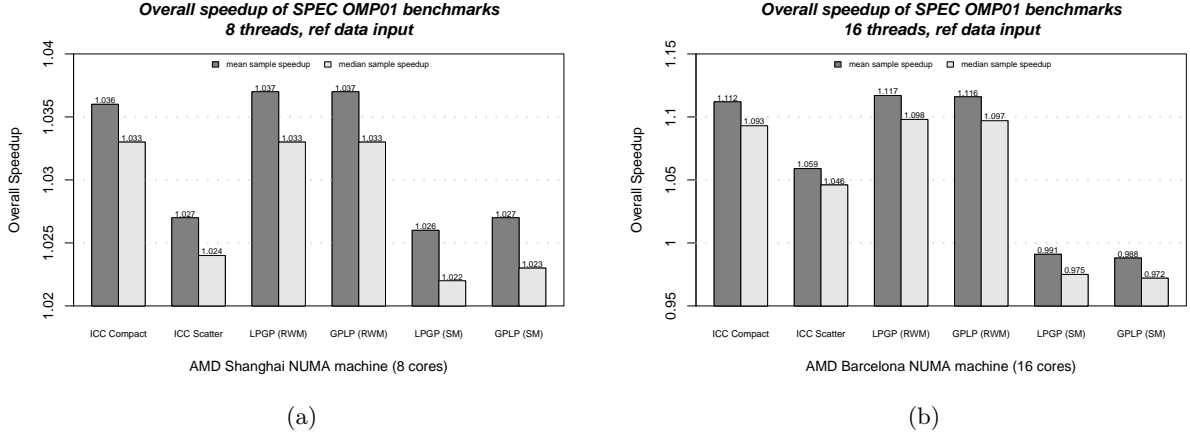 Overall speedup of SPEC OMP01 benchmarks
8 threads, ref data input
mean sample speedup
median sample speedup
Overall Speedup
1.04
1.035
1.03
1.025
1.02
1.036
1.033
1.027
1.024
1.037
1.033
1.037
1.033
1.026
1.022
1.027
1.023
ICC Compact
ICC Scatter
LPGP (RWM)
GPLP (RWM)
LPGP (SM)
GPLP (SM)
AMD Shanghai NUMA machine (8 cores)
(a)
Overall speedup of SPEC OMP01 benchmarks
16 threads, ref data input
mean sample speedup
median sample speedup
Overall Speedup
1.15
1.1
1.05
1
0.95
1.112
1.093
1.059
1.046
1.117
1.098
1.116
1.097
0.991
0.975
0.988
0.972
ICC Compact
ICC Scatter
LPGP (RWM)
GPLP (RWM)
LPGP (SM)
GPLP (SM)
AMD Barcelona NUMA machine (16 cores)
(b)